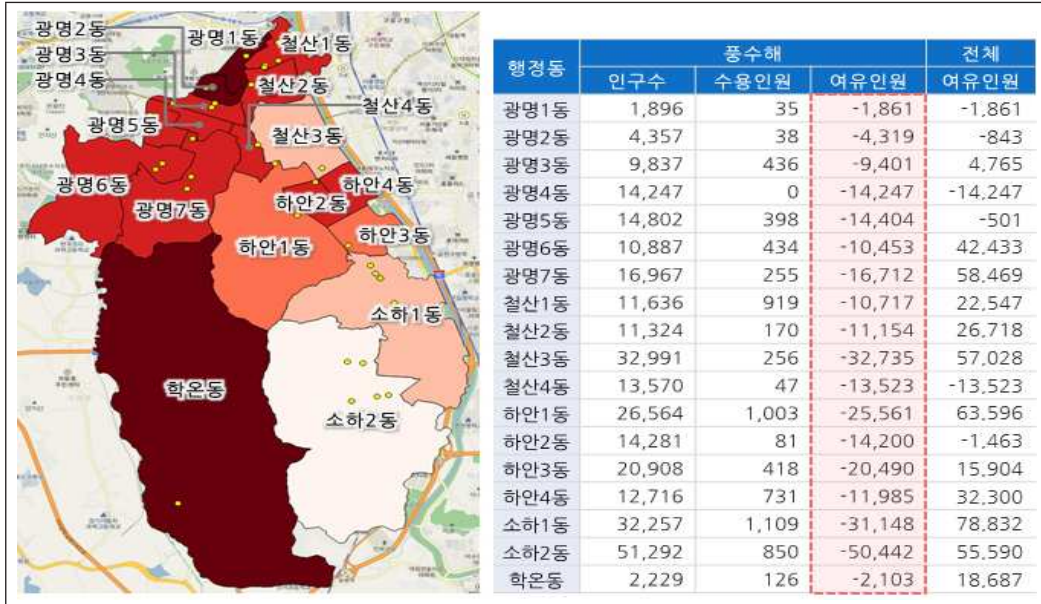 광명2동
광명1동
광명3동
철산1동
광명4동
철산2동
철산4동
광명5동
철산3동
광명6동
하안4동
하안2동
광명7동
하안3동
하안1동
소하1동
학온동
소하2동
행정동 풍수해 전체
인구수 수용인원 여유인원 여유인원
광명1동 1,896 35 -1,861 -1,861
광명2동 4,357 38 -4,319 -843
광명3동 9,837 436 -9,401 4,765
광명4동 14,247 0 -14,247 -14,247
광명5동 14,802 398 -14,404 -501
광명6동 10,887 434 -10,453 42,433
광명7동 16,967 255 -16,712 58,469
철산1동 11,636 919 -10,717 22,547
철산2동 11,324 170 -11,154 26,718
철산3동 32,991 256 -32,735 57,028
철산4동 13,570 47 -13,523 -13,523
하안1동 26,564 1,003 -25,561 63,596
하안2동 14,281 81 -14,200 -1,463
하안3동 20,908 418 -20,490 15,904
하안4동 12,716 731 -11,985 32,300
소하1동 32,257 1,109 -31,148 78,832
소하2동 51,292 850 -50,442 55,590
학온동 2,229 126 -2,103 18,687